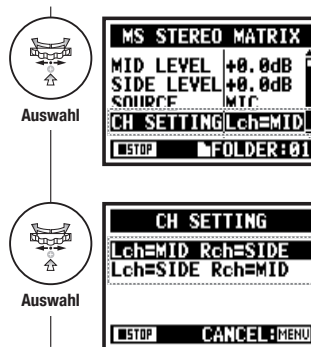 MS STEREO MATRIX
MID LEVEL +0.0dB
SIDE LEVEL +0.0dB
SOURCE MIC
CH SETTING Lch=MID
STOP FOLDER:01
Auswahl
CH SETTING
Lch=MID Rch=SIDE
Lch=SIDE Rch=MID
STOP CANCEL:MENU
Auswahl